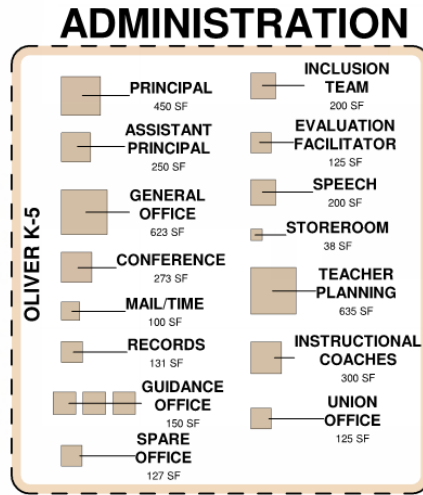 ADMINISTRATION
OLIVER K-5
PRINCIPAL
450 SF
ASSISTANT
PRINCIPAL
250 SF
GENERAL
OFFICE
623 SF
CONFERENCE
273 SF
MAIL/TIME
100 SF
RECORDS
131 SF
GUIDANCE
OFFICE
150 SF
SPARE
OFFICE
127 SF
INCLUSION
TEAM
200 SF
EVALUATION
FACILITATOR
125 SF
SPEECH
200 SF
STOREROOM
38 SF
TEACHER
PLANNING
635 SF
INSTRUCTIONAL
COACHES
300 SF
UNION
OFFICE
125 SF